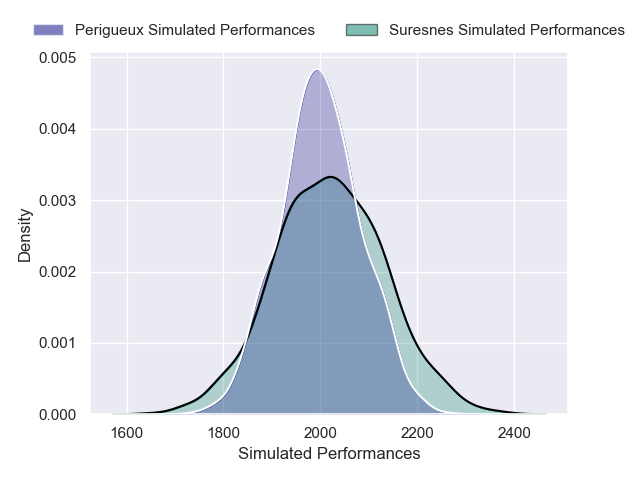 Perigueux Simulated Performances Suresnes Simulated Performances
0.005
0.004
0.003
0.002
0.001
0.000
Density
1600 1800 2000 2200 2400
Simulated Performances